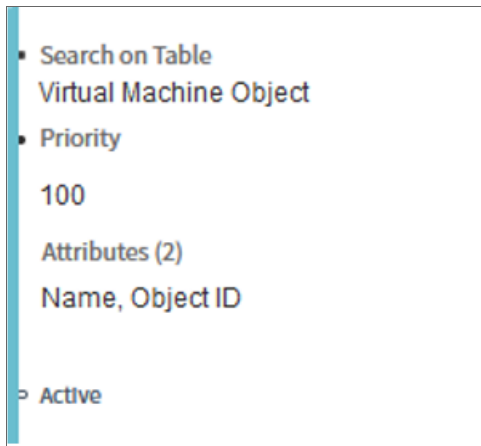 Search on Table
Virtual Machine Object
Priority
100
Attributes (2)
Name, Object ID
Active